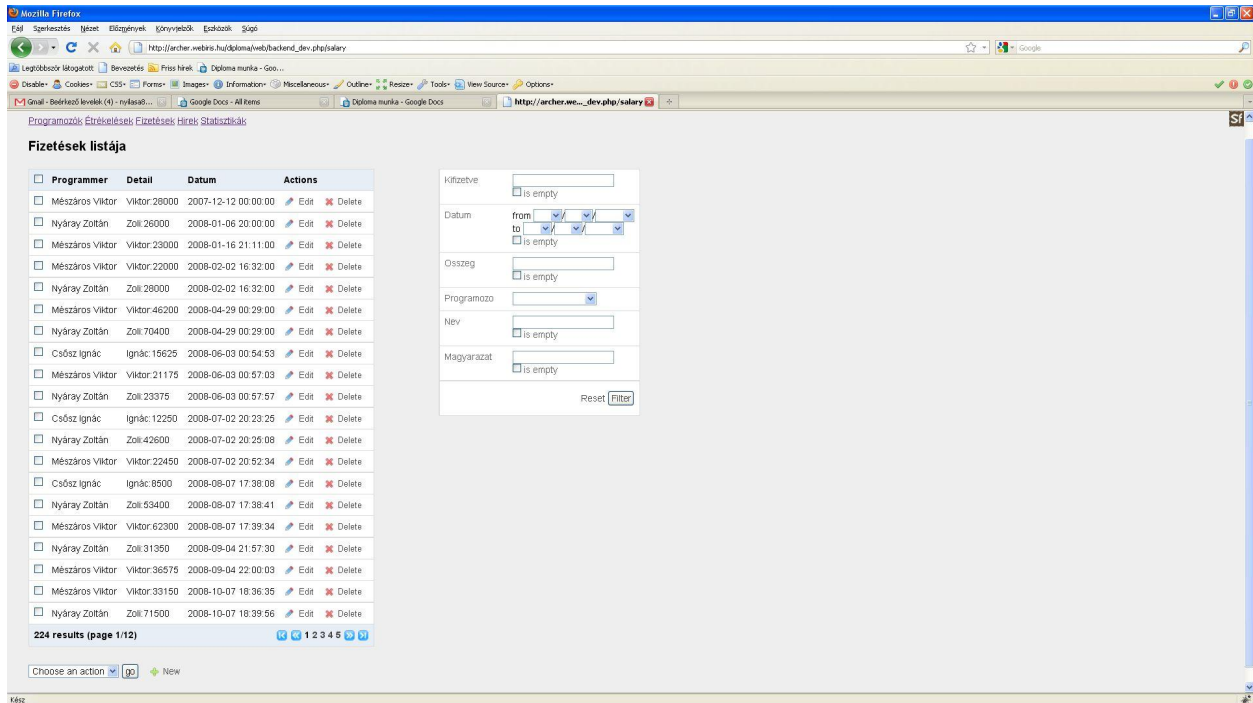 Mozilla Firefox
Fájl Szerkesztés Nézet Előzmények Könyvjelzők Eszközök Súgó
http://archer.webiris.hu/diploma/web/backend_dev.php/salary
Google
Legtöbbször látogatott Bevezetés Friss hírek Diploma munka - Goo...
Disable Cookies CSS Forms Images Information Miscellaneous Outline Resize Tools View Source Options
Gmail - Beérkező levelek (4) - nyilasa8... Google Docs - All items Diploma munka - Google Docs http://archer.we..._dev.php/salary
Programozók Étrékelések Fizetések Hirek Statisztikák
Sf
Fizetések listája
Programmer Detail Datum Actions
Mészáros Viktor Viktor:28000 2007-12-12 00:00:00 Edit Delete
Nyáray Zoltán Zoli:26000 2008-01-06 20:00:00 Edit Delete
Mészáros Viktor Viktor:23000 2008-01-16 21:11:00 Edit Delete
Mészáros Viktor Viktor:22000 2008-02-02 16:32:00 Edit Delete
Nyáray Zoltán Zoli:28000 2008-02-02 16:32:00 Edit Delete
Mészáros Viktor Viktor:46200 2008-04-29 00:29:00 Edit Delete
Nyáray Zoltán Zoli:70400 2008-04-29 00:29:00 Edit Delete
Csősz Ignác Ignác:15625 2008-06-03 00:54:53 Edit Delete
Mészáros Viktor Viktor:21175 2008-06-03 00:57:03 Edit Delete
Nyáray Zoltán Zoli:23375 2008-06-03 00:57:57 Edit Delete
Csősz Ignác Ignác:12250 2008-07-02 20:23:25 Edit Delete
Nyáray Zoltán Zoli:42600 2008-07-02 20:25:08 Edit Delete
Mészáros Viktor Viktor:22450 2008-07-02 20:52:34 Edit Delete
Csősz Ignác Ignác:8500 2008-08-07 17:38:08 Edit Delete
Nyáray Zoltán Zoli:53400 2008-08-07 17:38:41 Edit Delete
Mészáros Viktor Viktor:62300 2008-08-07 17:39:34 Edit Delete
Nyáray Zoltán Zoli:31350 2008-09-04 21:57:30 Edit Delete
Mészáros Viktor Viktor:36575 2008-09-04 22:00:03 Edit Delete
Mészáros Viktor Viktor:33150 2008-10-07 18:36:35 Edit Delete
Nyáray Zoltán Zoli:71500 2008-10-07 18:39:56 Edit Delete
224 results (page 1/12) 1 2 3 4 5
Choose an action go New
Kifizetve
is empty
Datum from / /
to / /
is empty
Osszeg
is empty
Programozo
Nev
is empty
Magyarazat
is empty
Reset Filter
Kész